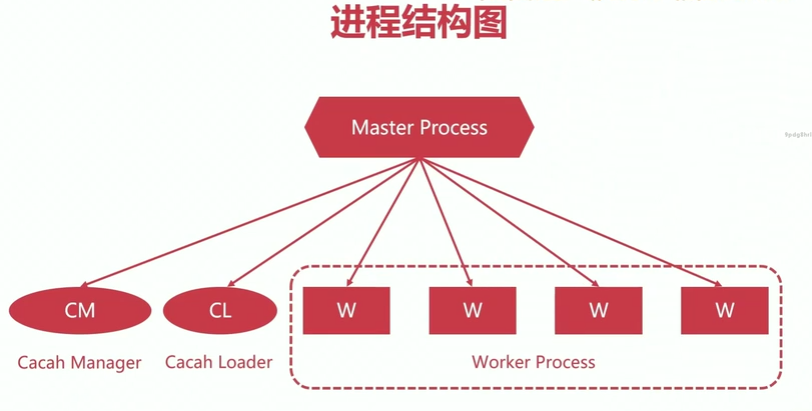 进程结构图
Master Process
CM
CL
W
W
W
W
Cacah Manager
Cacah Loader
Worker Process